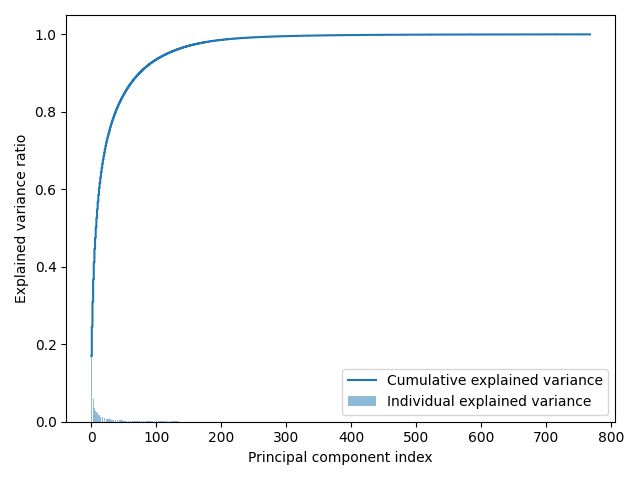 1.0
0.8
0.6
0.4
0.2
0.0
Explained variance ratio
Cumulative explained variance
Individual explained variance
0 100 200 300 400 500 600 700 800
Principal component index